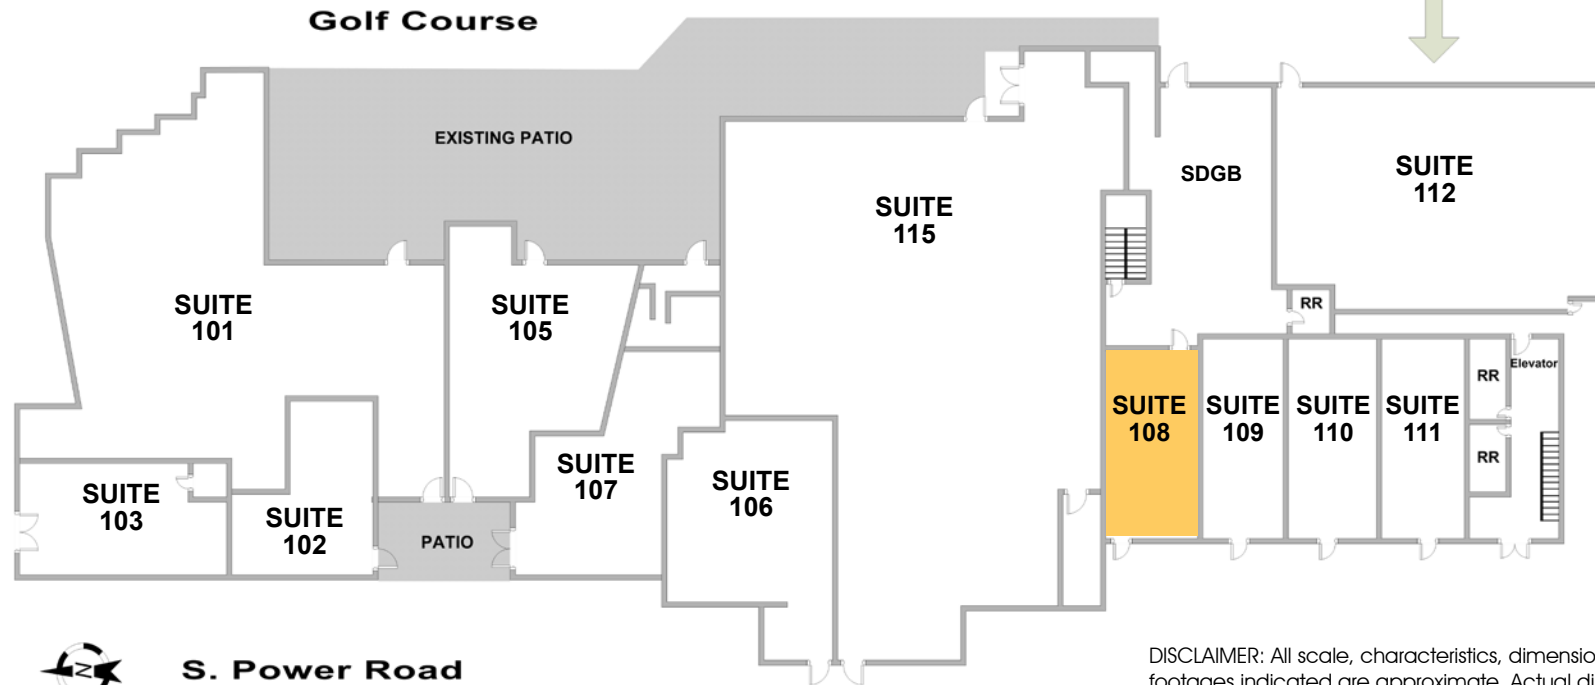 Golf Course
EXISTING PATIO
SDGB
SUITE
112
SUITE
115
SUITE
101
SUITE
105
RR
Elevator
RR
SUITE
108
SUITE
109
SUITE
110
SUITE
111
RR
SUITE
107
SUITE
106
SUITE
103
SUITE
102
PATIO
N
S. Power Road
DISCLAIMER: All scale, characteristics, dimensio
footages indicated are approximate. Actual di